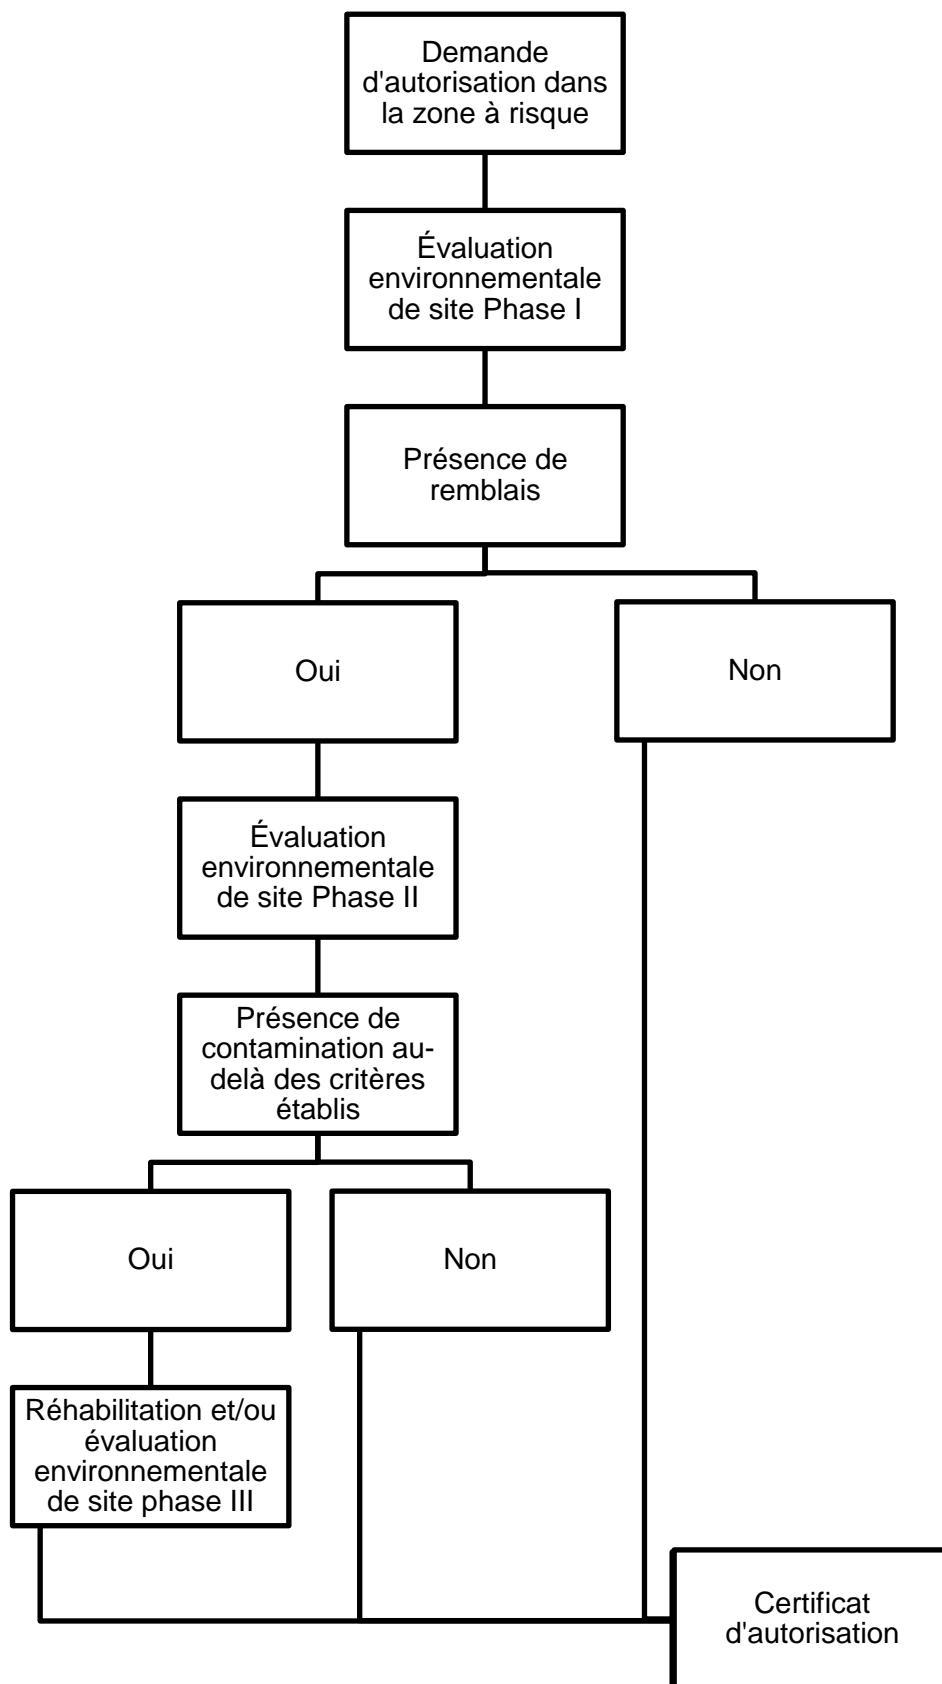 Demande
d'autorisation dans
la zone à risque
Évaluation
environnementale
de site Phase I
Présence de
remblais
Oui
Non
Évaluation
environnementale
de site Phase II
Présence de
contamination au-
delà des critères
établis
Oui
Non
Réhabilitation et/ou
évaluation
environnementale
de site phase III
Certificat
d'autorisation